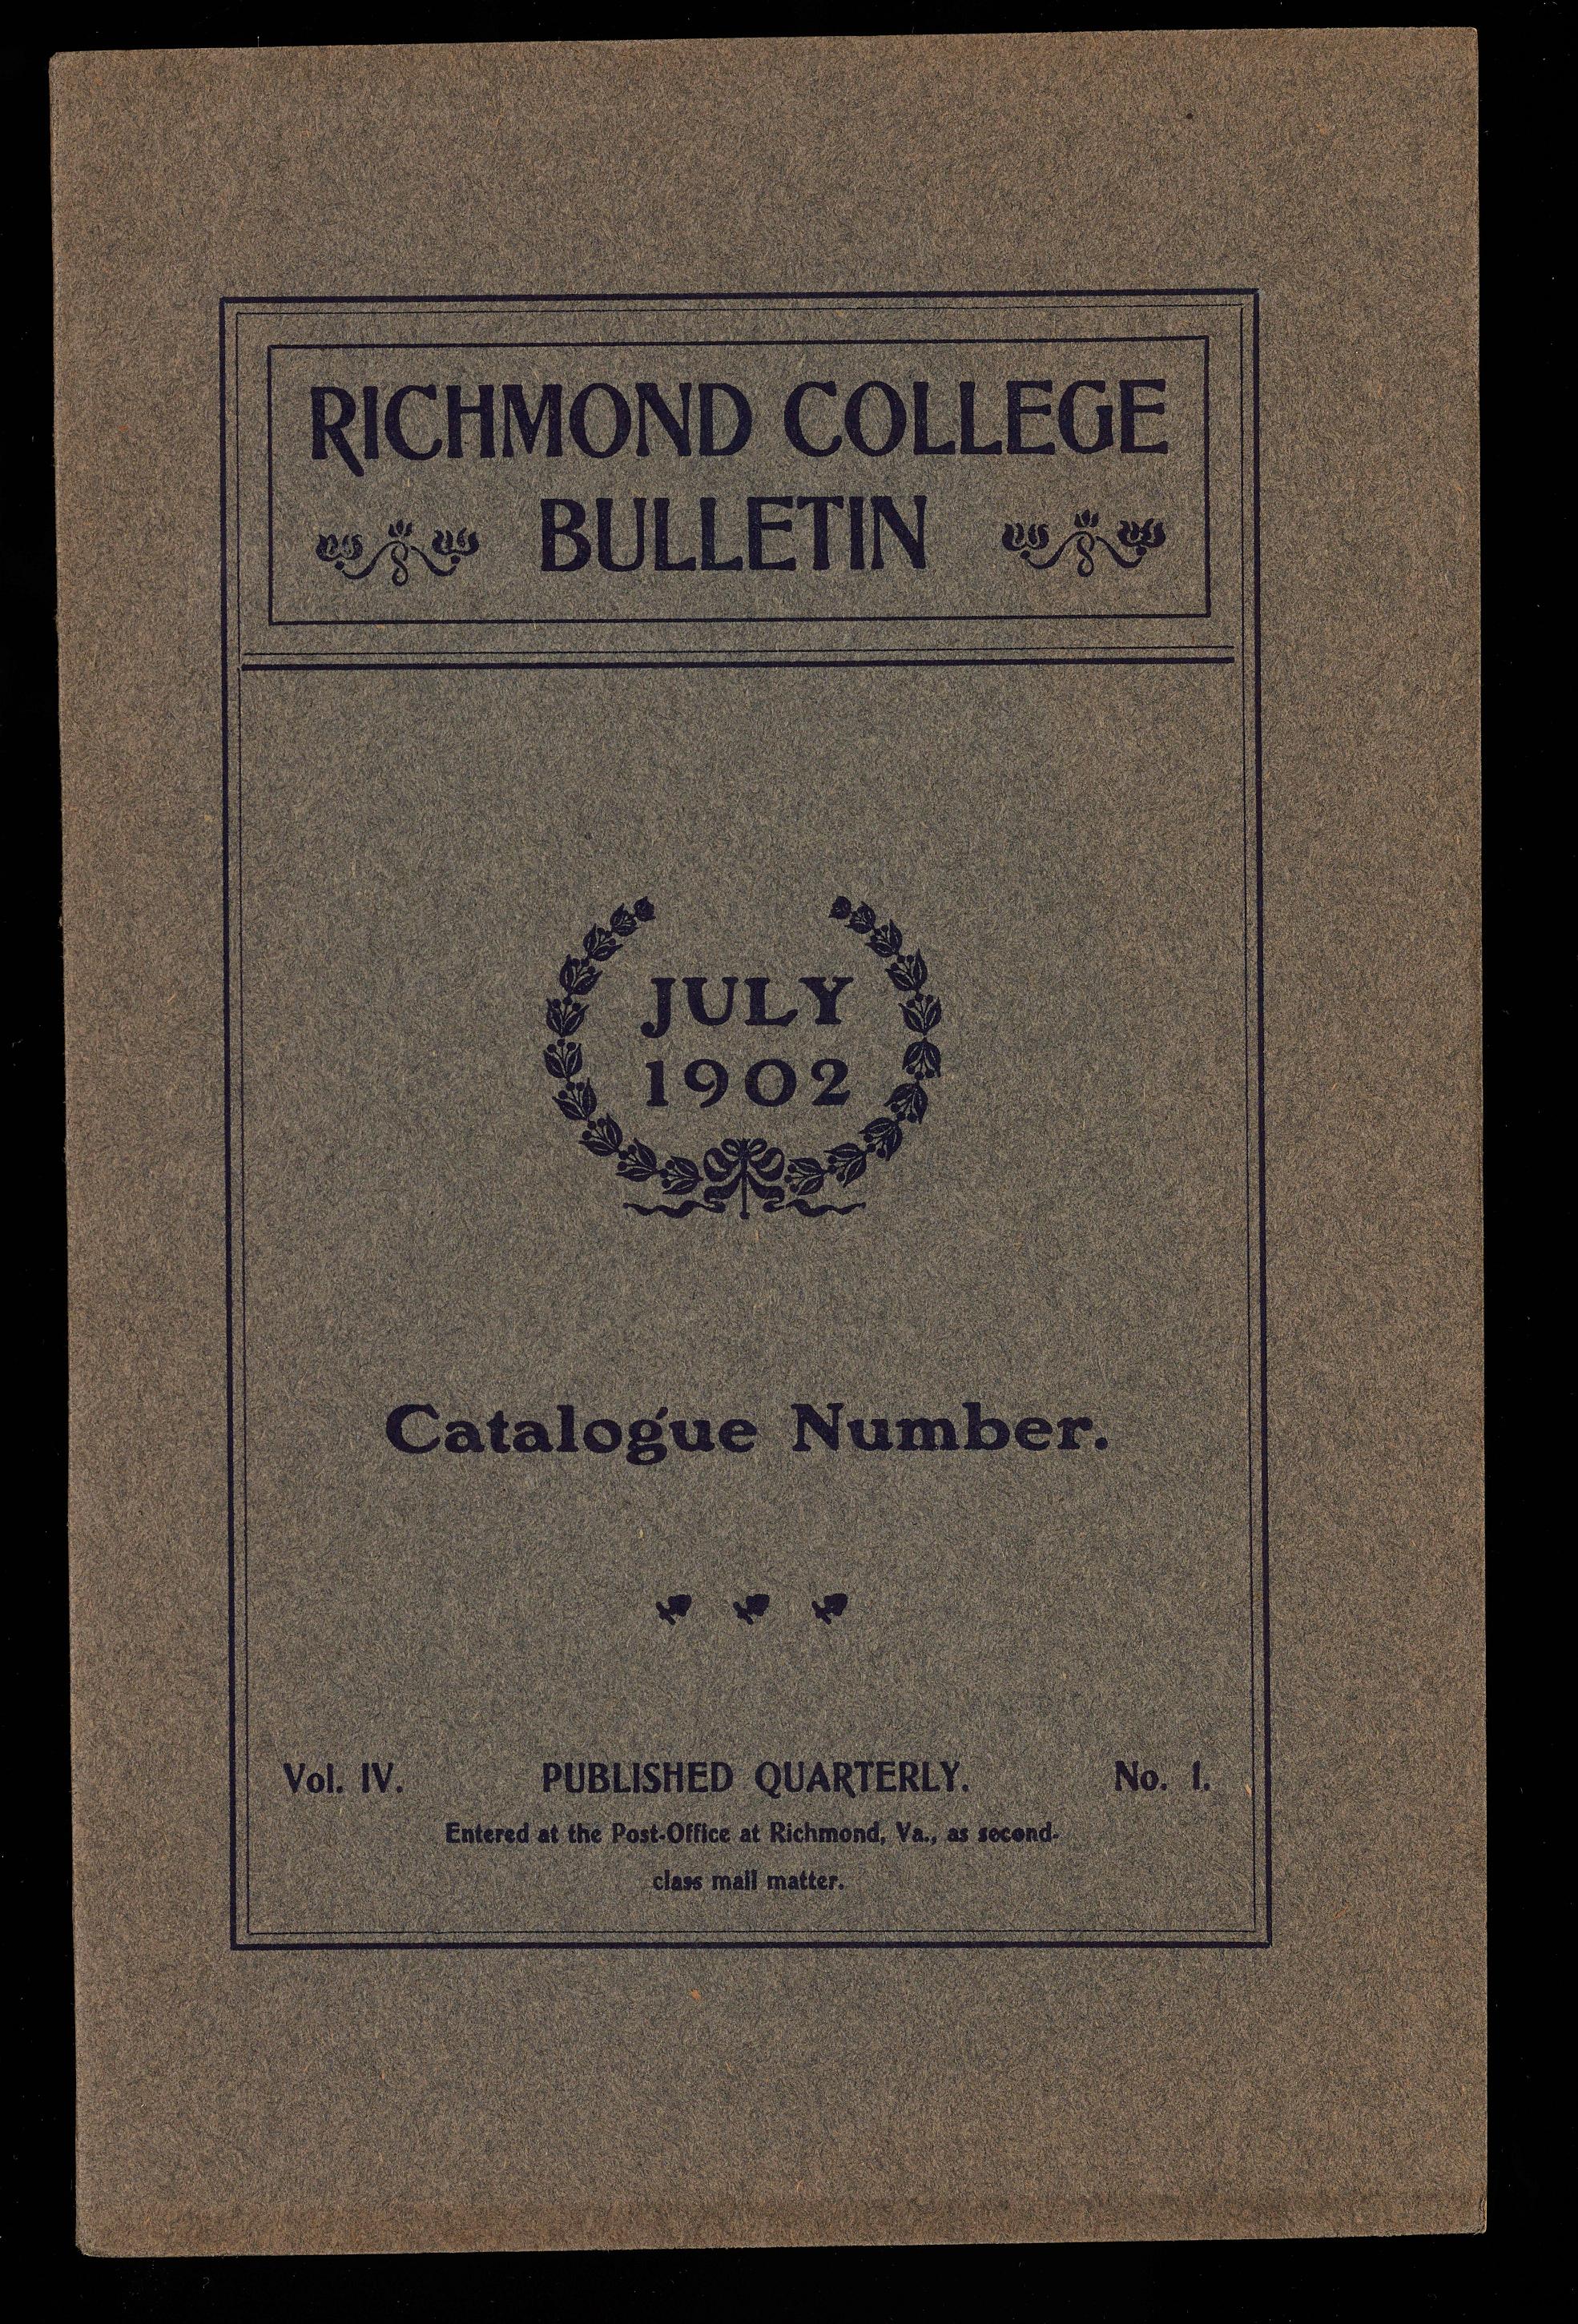 RICHMOND COLLEGE
BULLETIN
JULY
1902
Catalogue Number.
Vol. IV. PUBLISHED QUARTERLY. No. 1.
Entered at the Post-Office at Richmond, Va., as second-
class mail matter.